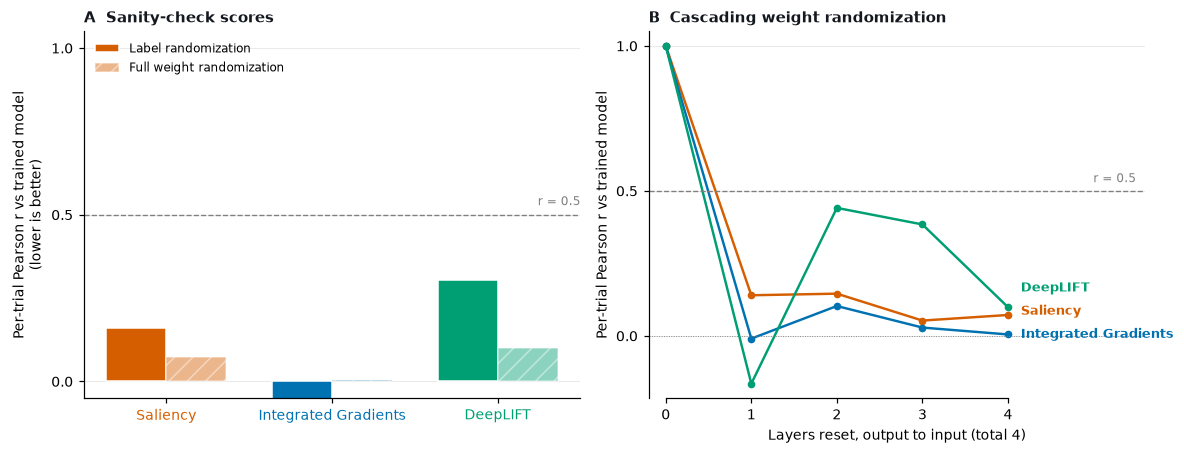 A Sanity-check scores
Label randomization
Full weight randomization
Per-trial Pearson r vs trained model
(lower is better)
1.0
0.5
0.0
r = 0.5
Saliency
Integrated Gradients
DeepLIFT
B Cascading weight randomization
Per-trial Pearson r vs trained model
1.0
0.5
0.0
r = 0.5
DeepLIFT
Saliency
Integrated Gradients
0 1 2 3 4
Layers reset, output to input (total 4)